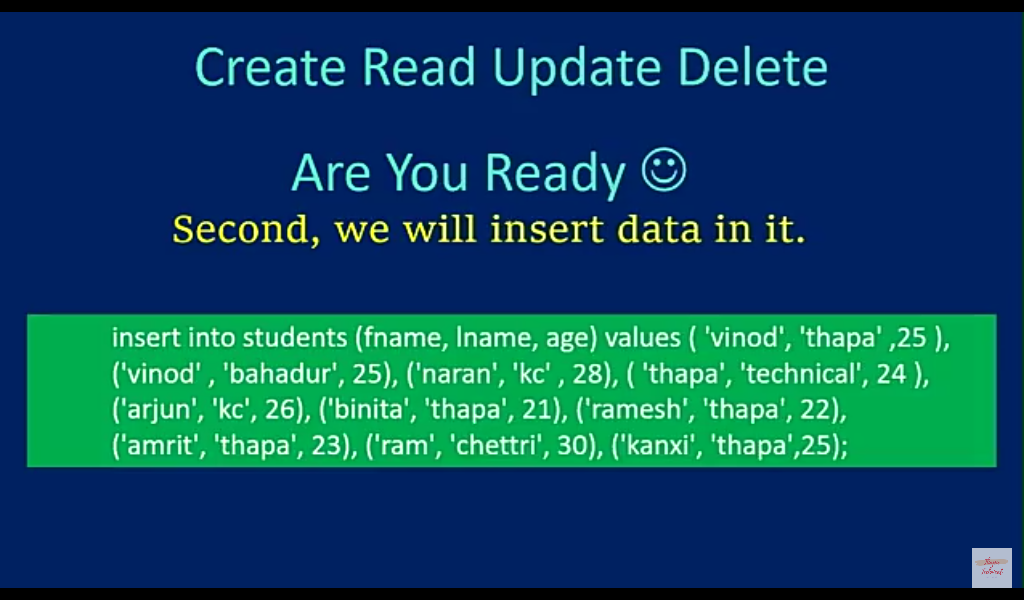 Create Read Update Delete
Are You Ready ☺
Second, we will insert data in it.
insert into students (fname, lname, age) values ( 'vinod', 'thapa' ,25 ),
('vinod' , 'bahadur', 25), ('naran', 'kc' , 28), ( 'thapa', 'technical', 24 ),
('arjun', 'kc', 26), ('binita', 'thapa', 21), ('ramesh', 'thapa', 22),
('amrit', 'thapa', 23), ('ram', 'chettri', 30), ('kanxi', 'thapa',25);